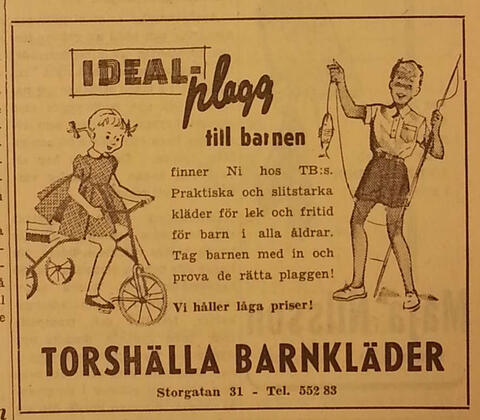 IDEAL-
plagg
till barnen
finner Ni hos TB:s.
Praktiska och slitstarka
kläder för lek och fritid
för barn i alla åldrar.
Tag barnen med in och
prova de rätta plaggen!
Vi håller låga priser!
TORSHÄLLA BARNKLÄDER
Storgatan 31 - Tel. 552 83